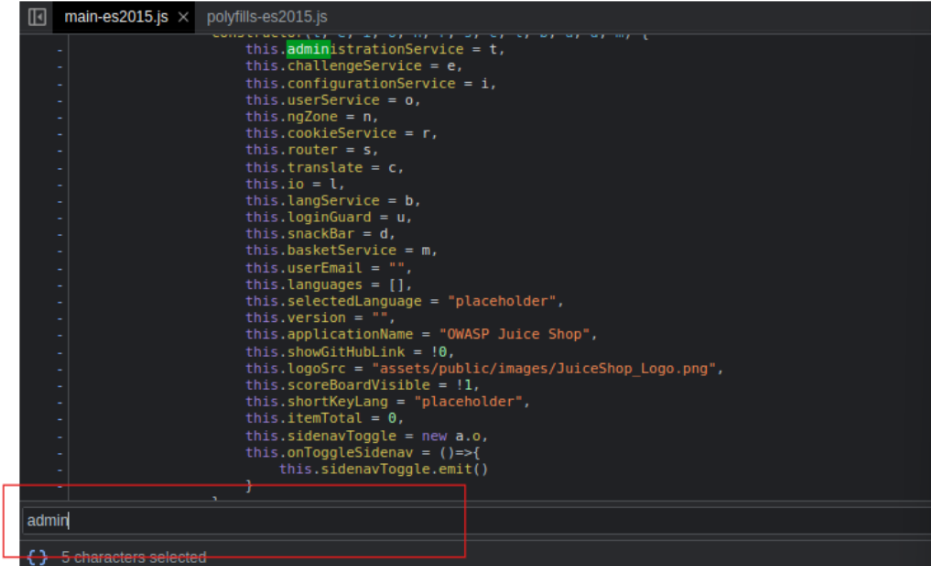 main-es2015.js × polyfills-es2015.js
this.administrationService = t,
this.challengeService = e,
this.configurationService = i,
this.userService = o,
this.ngZone = n,
this.cookieService = r,
this.router = s,
this.translate = c,
this.io = l,
this.langService = b,
this.loginGuard = u,
this.snackBar = d,
this.basketService = m,
this.userEmail = "",
this.languages = [],
this.selectedLanguage = "placeholder",
this.version = "",
this.applicationName = "OWASP Juice Shop",
this.showGitHubLink = !0,
this.logoSrc = "assets/public/images/JuiceShop_Logo.png",
this.scoreBoardVisible = !1,
this.shortKeyLang = "placeholder",
this.itemTotal = 0,
this.sidenavToggle = new a.o,
this.onToggleSidenav = ()=>{
this.sidenavToggle.emit()
}
admin
{} 5 characters selected